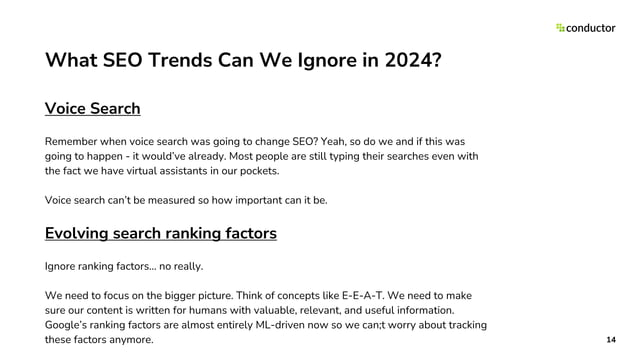 conductor
What SEO Trends Can We Ignore in 2024?
Voice Search
Remember when voice search was going to change SEO? Yeah, so do we and if this was
going to happen - it would’ve already. Most people are still typing their searches even with
the fact we have virtual assistants in our pockets.
Voice search can’t be measured so how important can it be.
Evolving search ranking factors
Ignore ranking factors... no really.
We need to focus on the bigger picture. Think of concepts like E-E-A-T. We need to make
sure our content is written for humans with valuable, relevant, and useful information.
Google’s ranking factors are almost entirely ML-driven now so we can;t worry about tracking
these factors anymore.
14